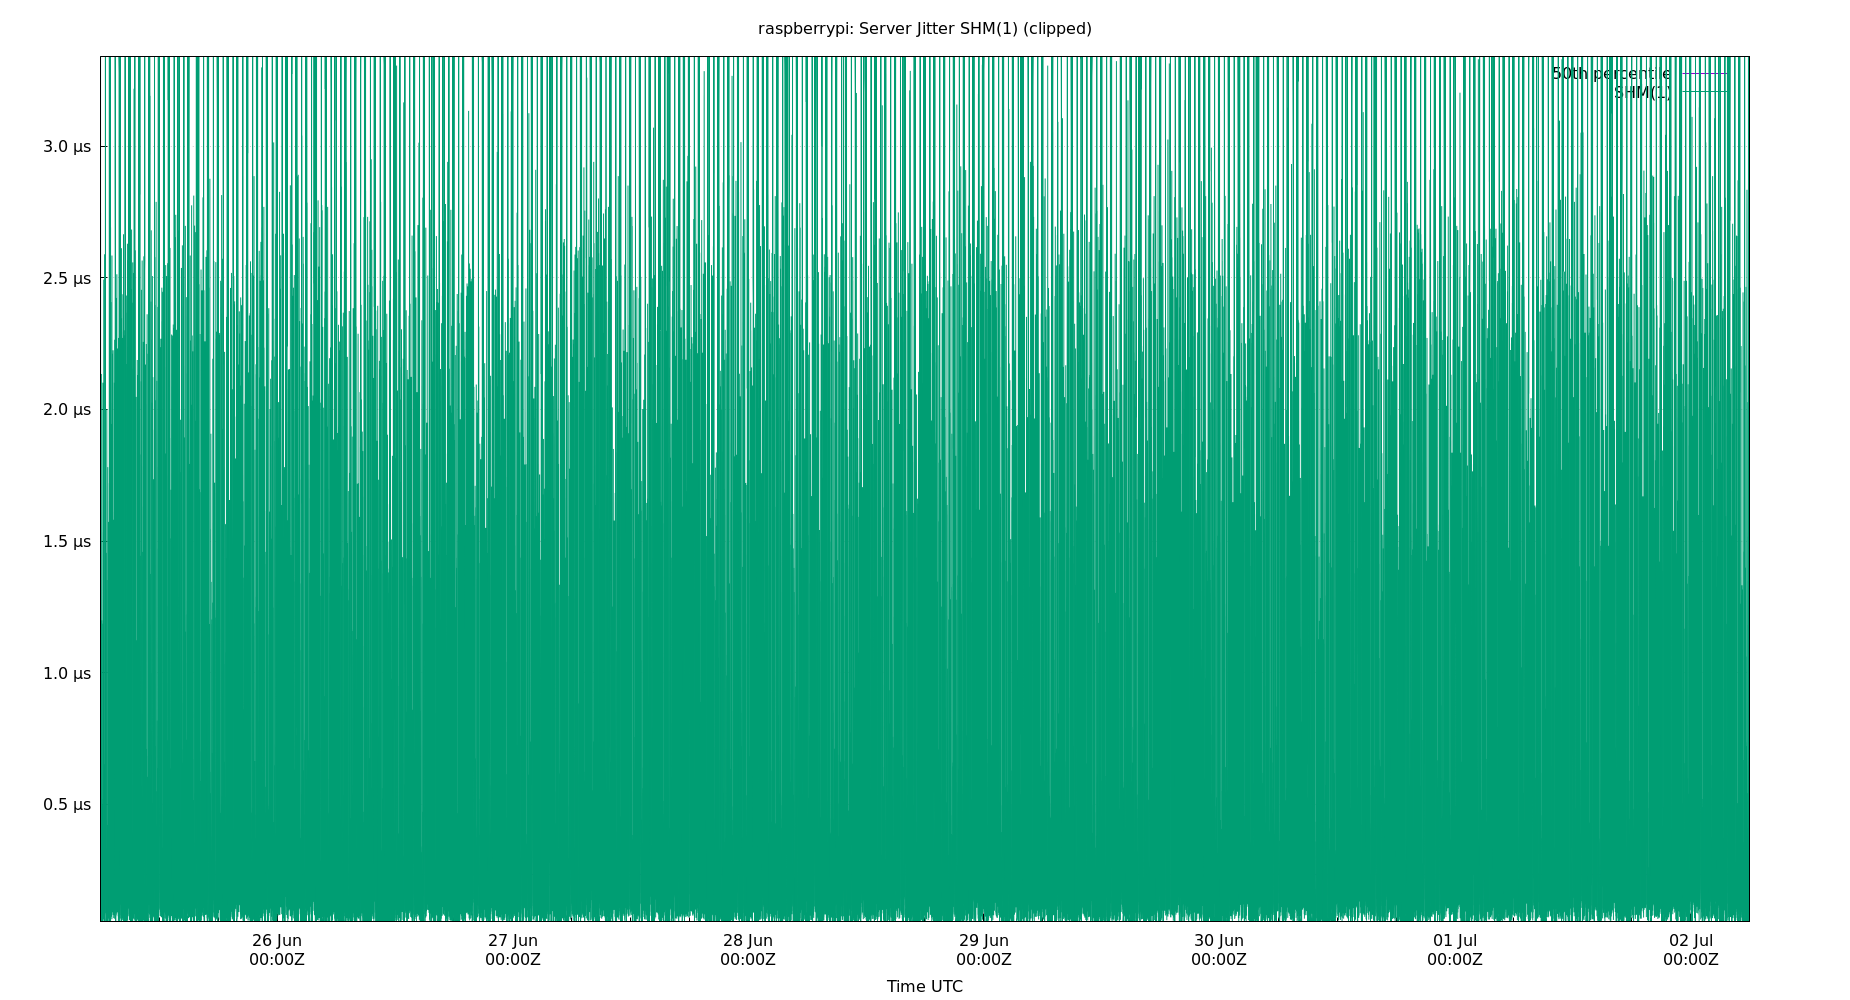 raspberrypi: Server Jitter SHM(1) (clipped)
50th percentile
SHM(1)
3.0 µs
2.5 µs
2.0 µs
1.5 µs
1.0 µs
0.5 µs
26 Jun 27 Jun 28 Jun 29 Jun 30 Jun 01 Jul 02 Jul
00:00Z 00:00Z 00:00Z 00:00Z 00:00Z 00:00Z 00:00Z
Time UTC